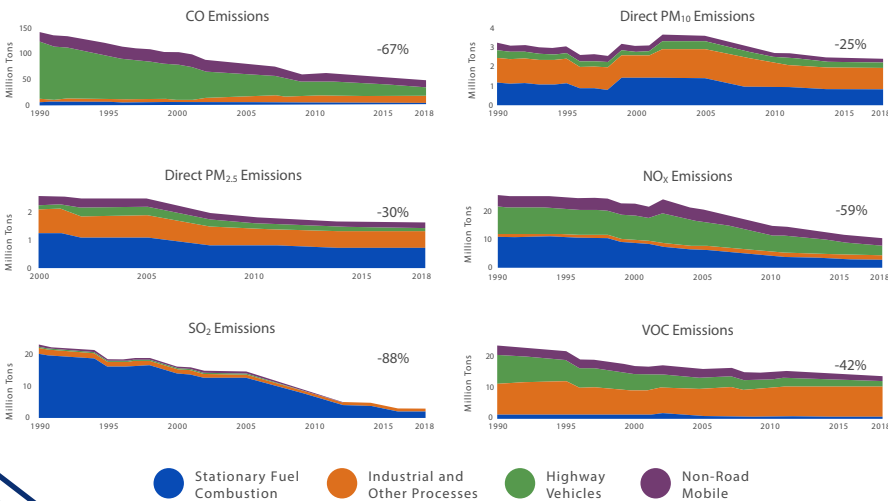 CO Emissions
150
100
50
0
Million Tons
-67%
1990 1995 2000 2005 2010 2018
Direct PM₁₀ Emissions
4
3
2
1
0
Million Tons
-25%
1990 1995 2000 2005 2010 2015 2018
Direct PM₂.₅ Emissions
2
1
0
Million Tons
-30%
2000 2005 2010 2015 2018
NOₓ Emissions
20
10
0
Million Tons
-59%
1990 1995 2000 2005 2010 2015 2018
SO₂ Emissions
20
10
0
Million Tons
-88%
1990 1995 2000 2005 2010 2018
VOC Emissions
20
10
0
Million Tons
-42%
1990 1995 2000 2005 2010 2015 2018
Stationary Fuel
Combustion
Industrial and
Other Processes
Highway
Vehicles
Non-Road
Mobile